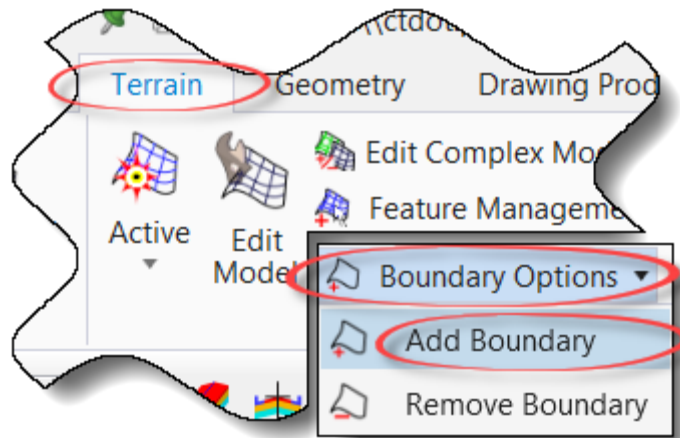 Terrain Geometry Drawing Prod
Edit Complex Mo
Feature Manageme
Active
Edit
Model
Boundary Options
Add Boundary
Remove Boundary